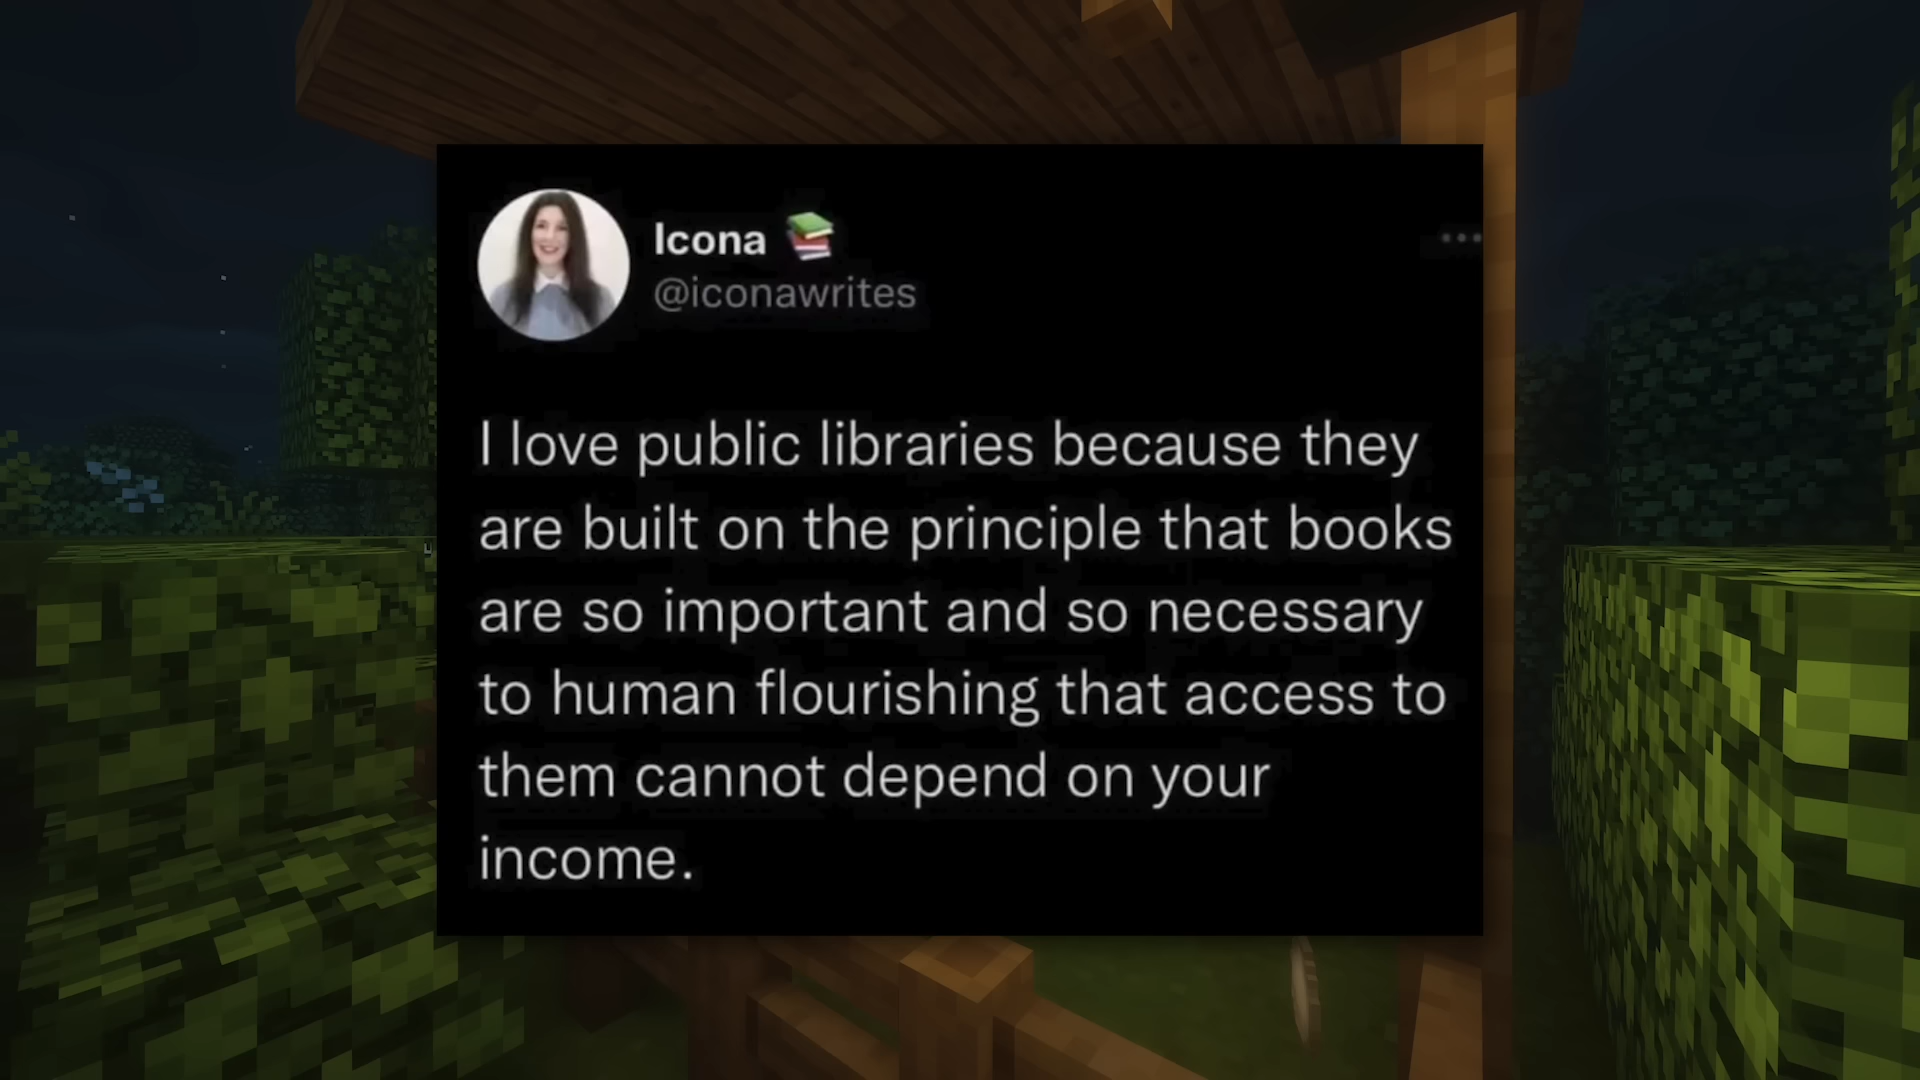 Icona 📚
@iconawrites
I love public libraries because they
are built on the principle that books
are so important and so necessary
to human flourishing that access to
them cannot depend on your
income.